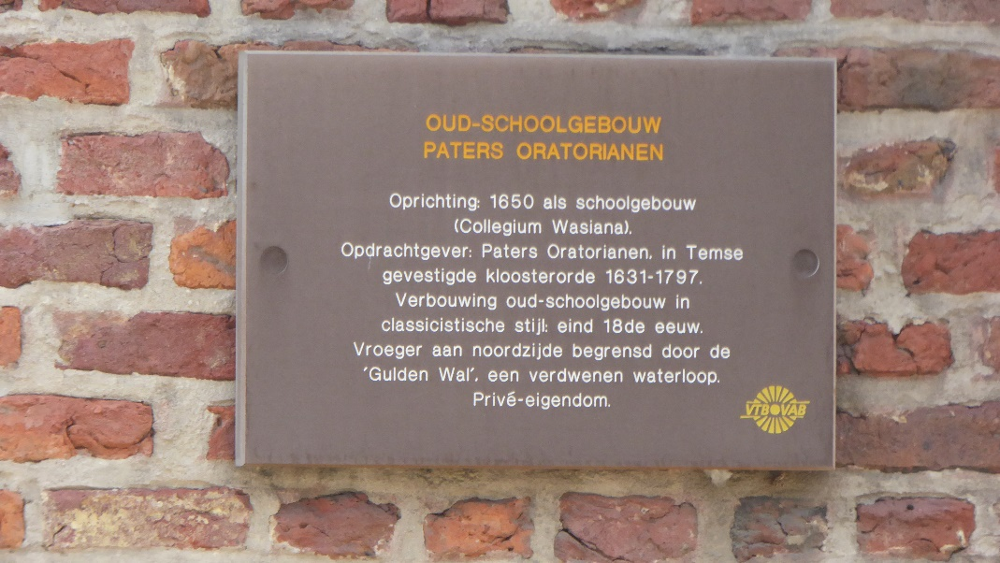 OUD-SCHOOLGEBOUW
PATERS ORATORIANEN
Oprichting: 1650 als schoolgebouw
(Collegium Wasiana).
Opdrachtgever: Paters Oratorianen, in Temse
gevestigde kloosterorde 1631-1797.
Verbouwing oud-schoolgebouw in
classicistische stijl: eind 18de eeuw.
Vroeger aan noordzijde begrensd door de
'Gulden Wal', een verdwenen waterloop.
Privé-eigendom.
VTB VAB